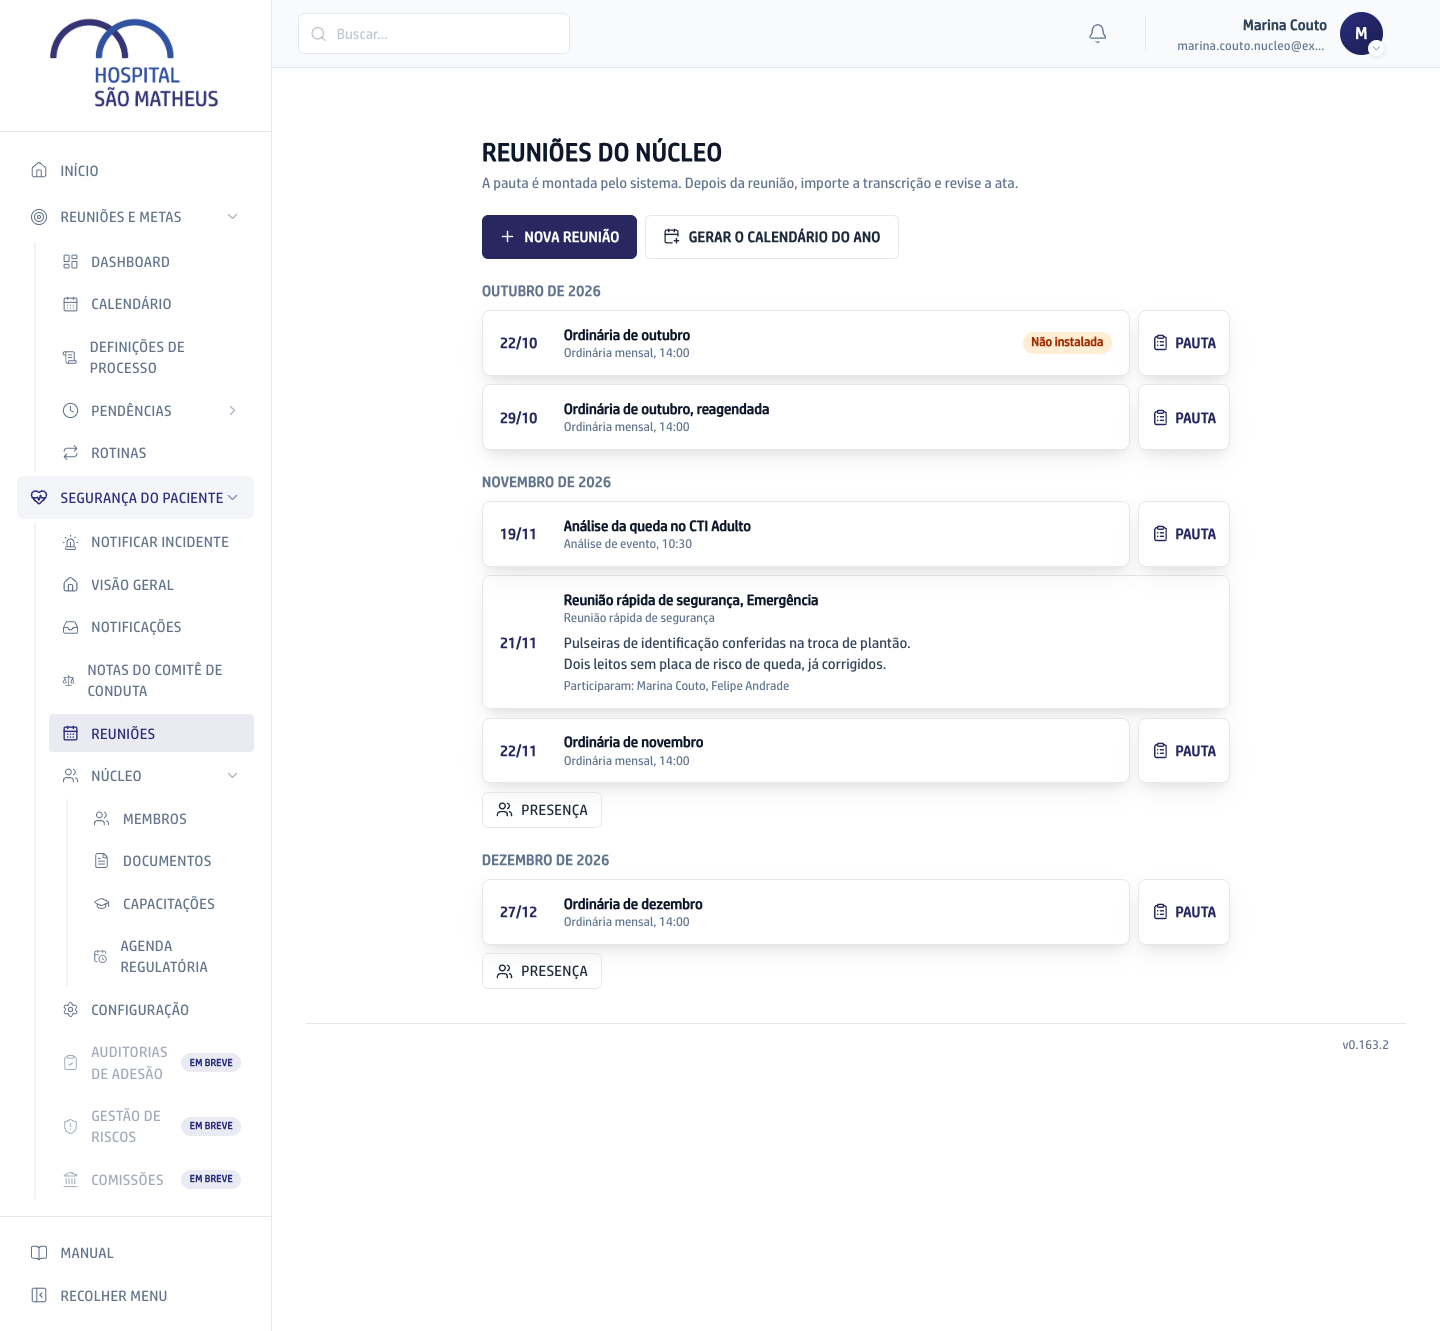 HOSPITAL
SÃO MATHEUS
INÍCIO
REUNIÕES E METAS
DASHBOARD
CALENDÁRIO
DEFINIÇÕES DE
PROCESSO
PENDÊNCIAS
ROTINAS
SEGURANÇA DO PACIENTE
NOTIFICAR INCIDENTE
VISÃO GERAL
NOTIFICAÇÕES
NOTAS DO COMITÊ DE
CONDUTA
REUNIÕES
NÚCLEO
MEMBROS
DOCUMENTOS
CAPACITAÇÕES
AGENDA
REGULATÓRIA
CONFIGURAÇÃO
AUDITORIAS
DE ADESÃO
EM BREVE
GESTÃO DE
RISCOS
EM BREVE
COMISSÕES
EM BREVE
MANUAL
RECOLHER MENU
Buscar...
Marina Couto
marina.couto.nucleo@ex...
M
REUNIÕES DO NÚCLEO
A pauta é montada pelo sistema. Depois da reunião, importe a transcrição e revise a ata.
NOVA REUNIÃO
GERAR O CALENDÁRIO DO ANO
OUTUBRO DE 2026
22/10
Ordinária de outubro
Ordinária mensal, 14:00
Não instalada
PAUTA
29/10
Ordinária de outubro, reagendada
Ordinária mensal, 14:00
PAUTA
NOVEMBRO DE 2026
19/11
Análise da queda no CTI Adulto
Análise de evento, 10:30
PAUTA
21/11
Reunião rápida de segurança, Emergência
Reunião rápida de segurança
Pulseiras de identificação conferidas na troca de plantão.
Dois leitos sem placa de risco de queda, já corrigidos.
Participaram: Marina Couto, Felipe Andrade
22/11
Ordinária de novembro
Ordinária mensal, 14:00
PAUTA
PRESENÇA
DEZEMBRO DE 2026
27/12
Ordinária de dezembro
Ordinária mensal, 14:00
PAUTA
PRESENÇA
v0.163.2